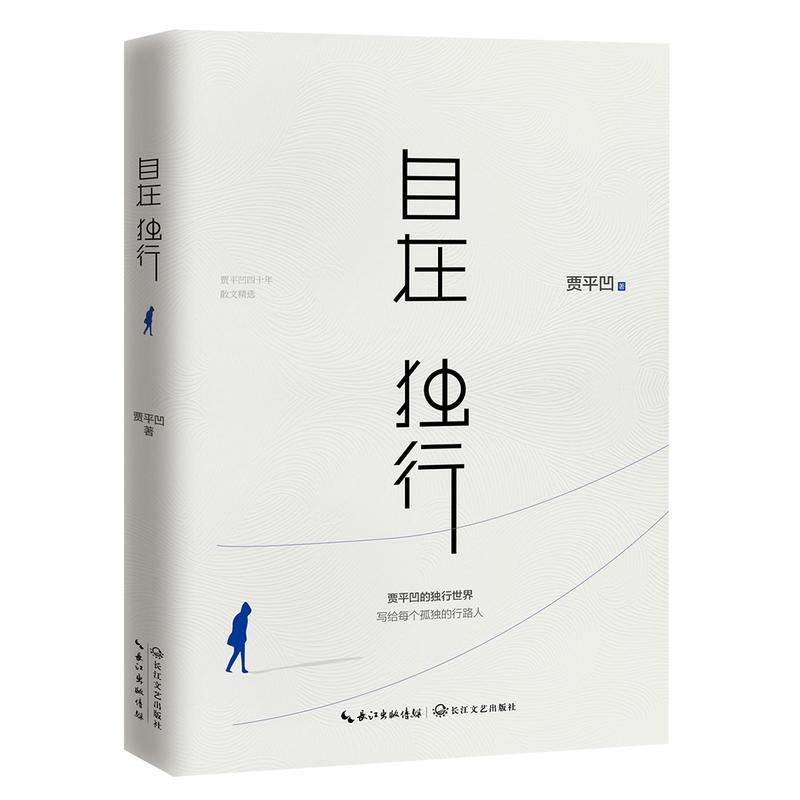 自在
独行
贾平凹
著
长江出版传媒
长江文艺出版社
自在
独行
贾平凹四十年
散文精选
贾平凹 著
贾平凹的独行世界
写给每个孤独的行路人
长江出版传媒 长江文艺出版社